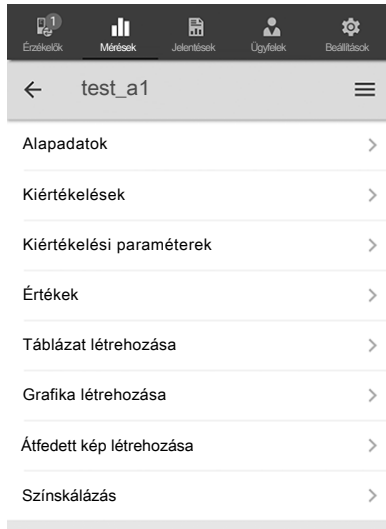 1
Érzékelők Mérések Jelentések Ügyfelek Beállítások
test_a1
Alapadatok
Kiértékelések
Kiértékelési paraméterek
Értékek
Táblázat létrehozása
Grafika létrehozása
Átfedett kép létrehozása
Színskálázás